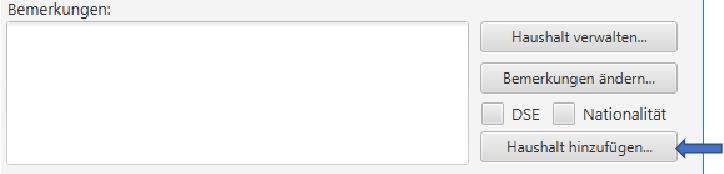 Bemerkungen:
Haushalt verwalten...
Bemerkungen ändern...
DSE Nationalität
Haushalt hinzufügen...